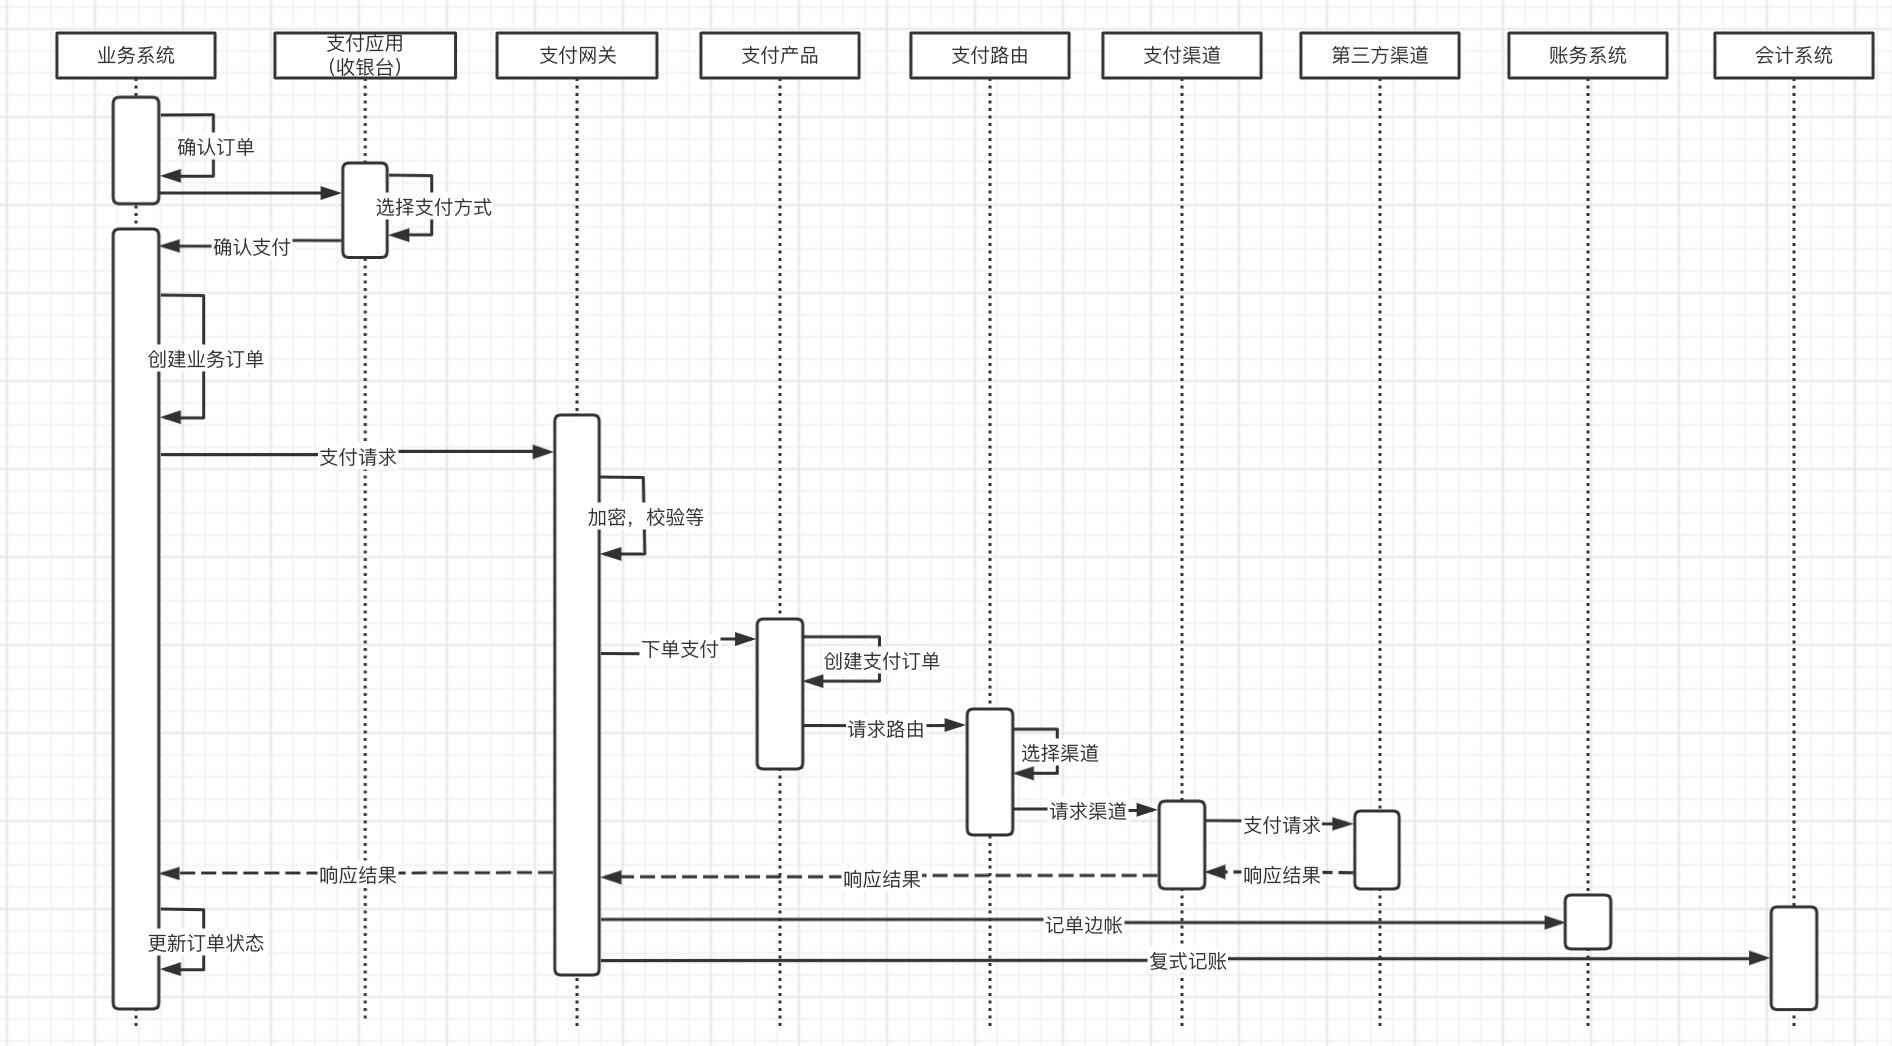 业务系统
支付应用
(收银台)
支付网关
支付产品
支付路由
支付渠道
第三方渠道
账务系统
会计系统
确认订单
选择支付方式
确认支付
创建业务订单
支付请求
加密，校验等
下单支付
创建支付订单
请求路由
选择渠道
请求渠道
支付请求
响应结果
响应结果
响应结果
记单边帐
更新订单状态
复式记账